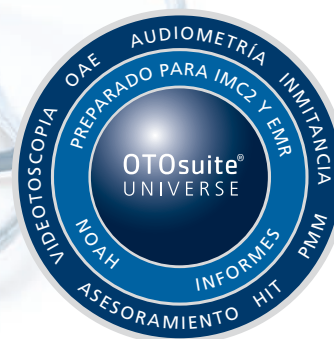 OTOsuite®
UNIVERSE
PREPARADO PARA IMC2 Y EMR
INFORMES
NOAH
AUDIOMETRÍA
INMITANCIA
PMM
HIT
ASESORAMIENTO
VIDEOTOSCOPIA
OAE